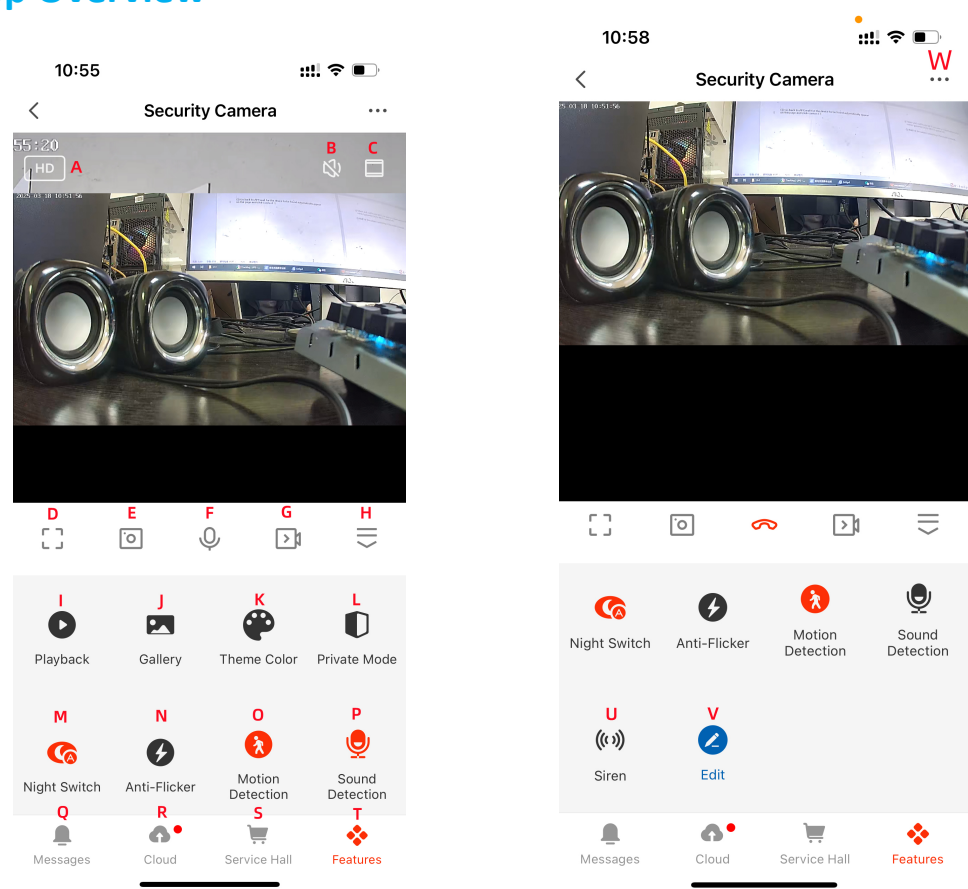 p Overview
10:55
Security Camera
55:20
HD A
B C
2025 03 18 10:51:56
D E F G H
I J K L
Playback Gallery Theme Color Private Mode
M N O P
Night Switch Anti-Flicker Motion Detection Sound Detection
Q R S T
Messages Cloud Service Hall Features
10:58
W
Security Camera
5 03 18 10:51:56
Night Switch Anti-Flicker Motion Detection Sound Detection
U V
Siren Edit
Messages Cloud Service Hall Features